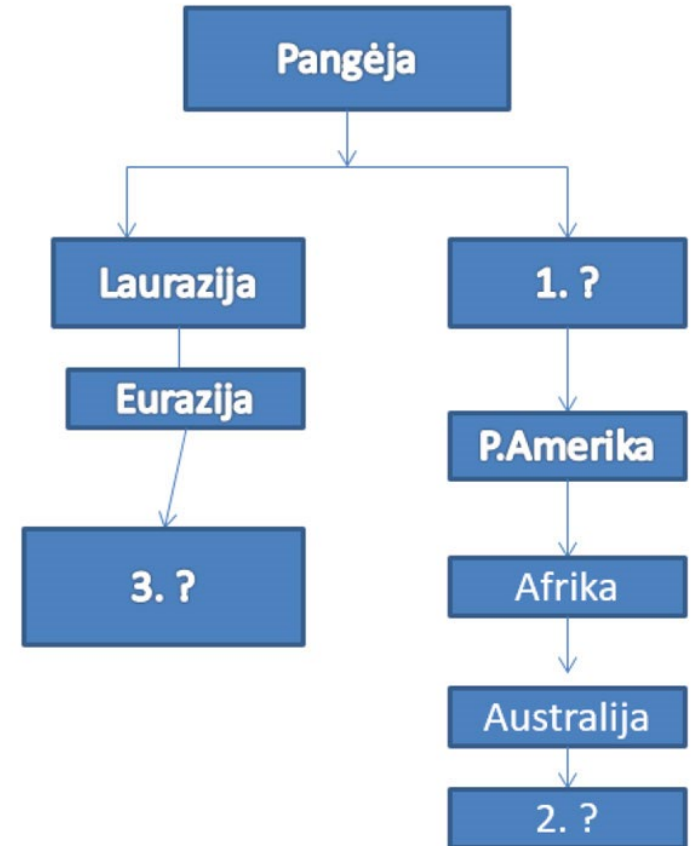 Pangėja
Laurazija
1. ?
Eurazija
P.Amerika
3. ?
Afrika
Australija
2. ?